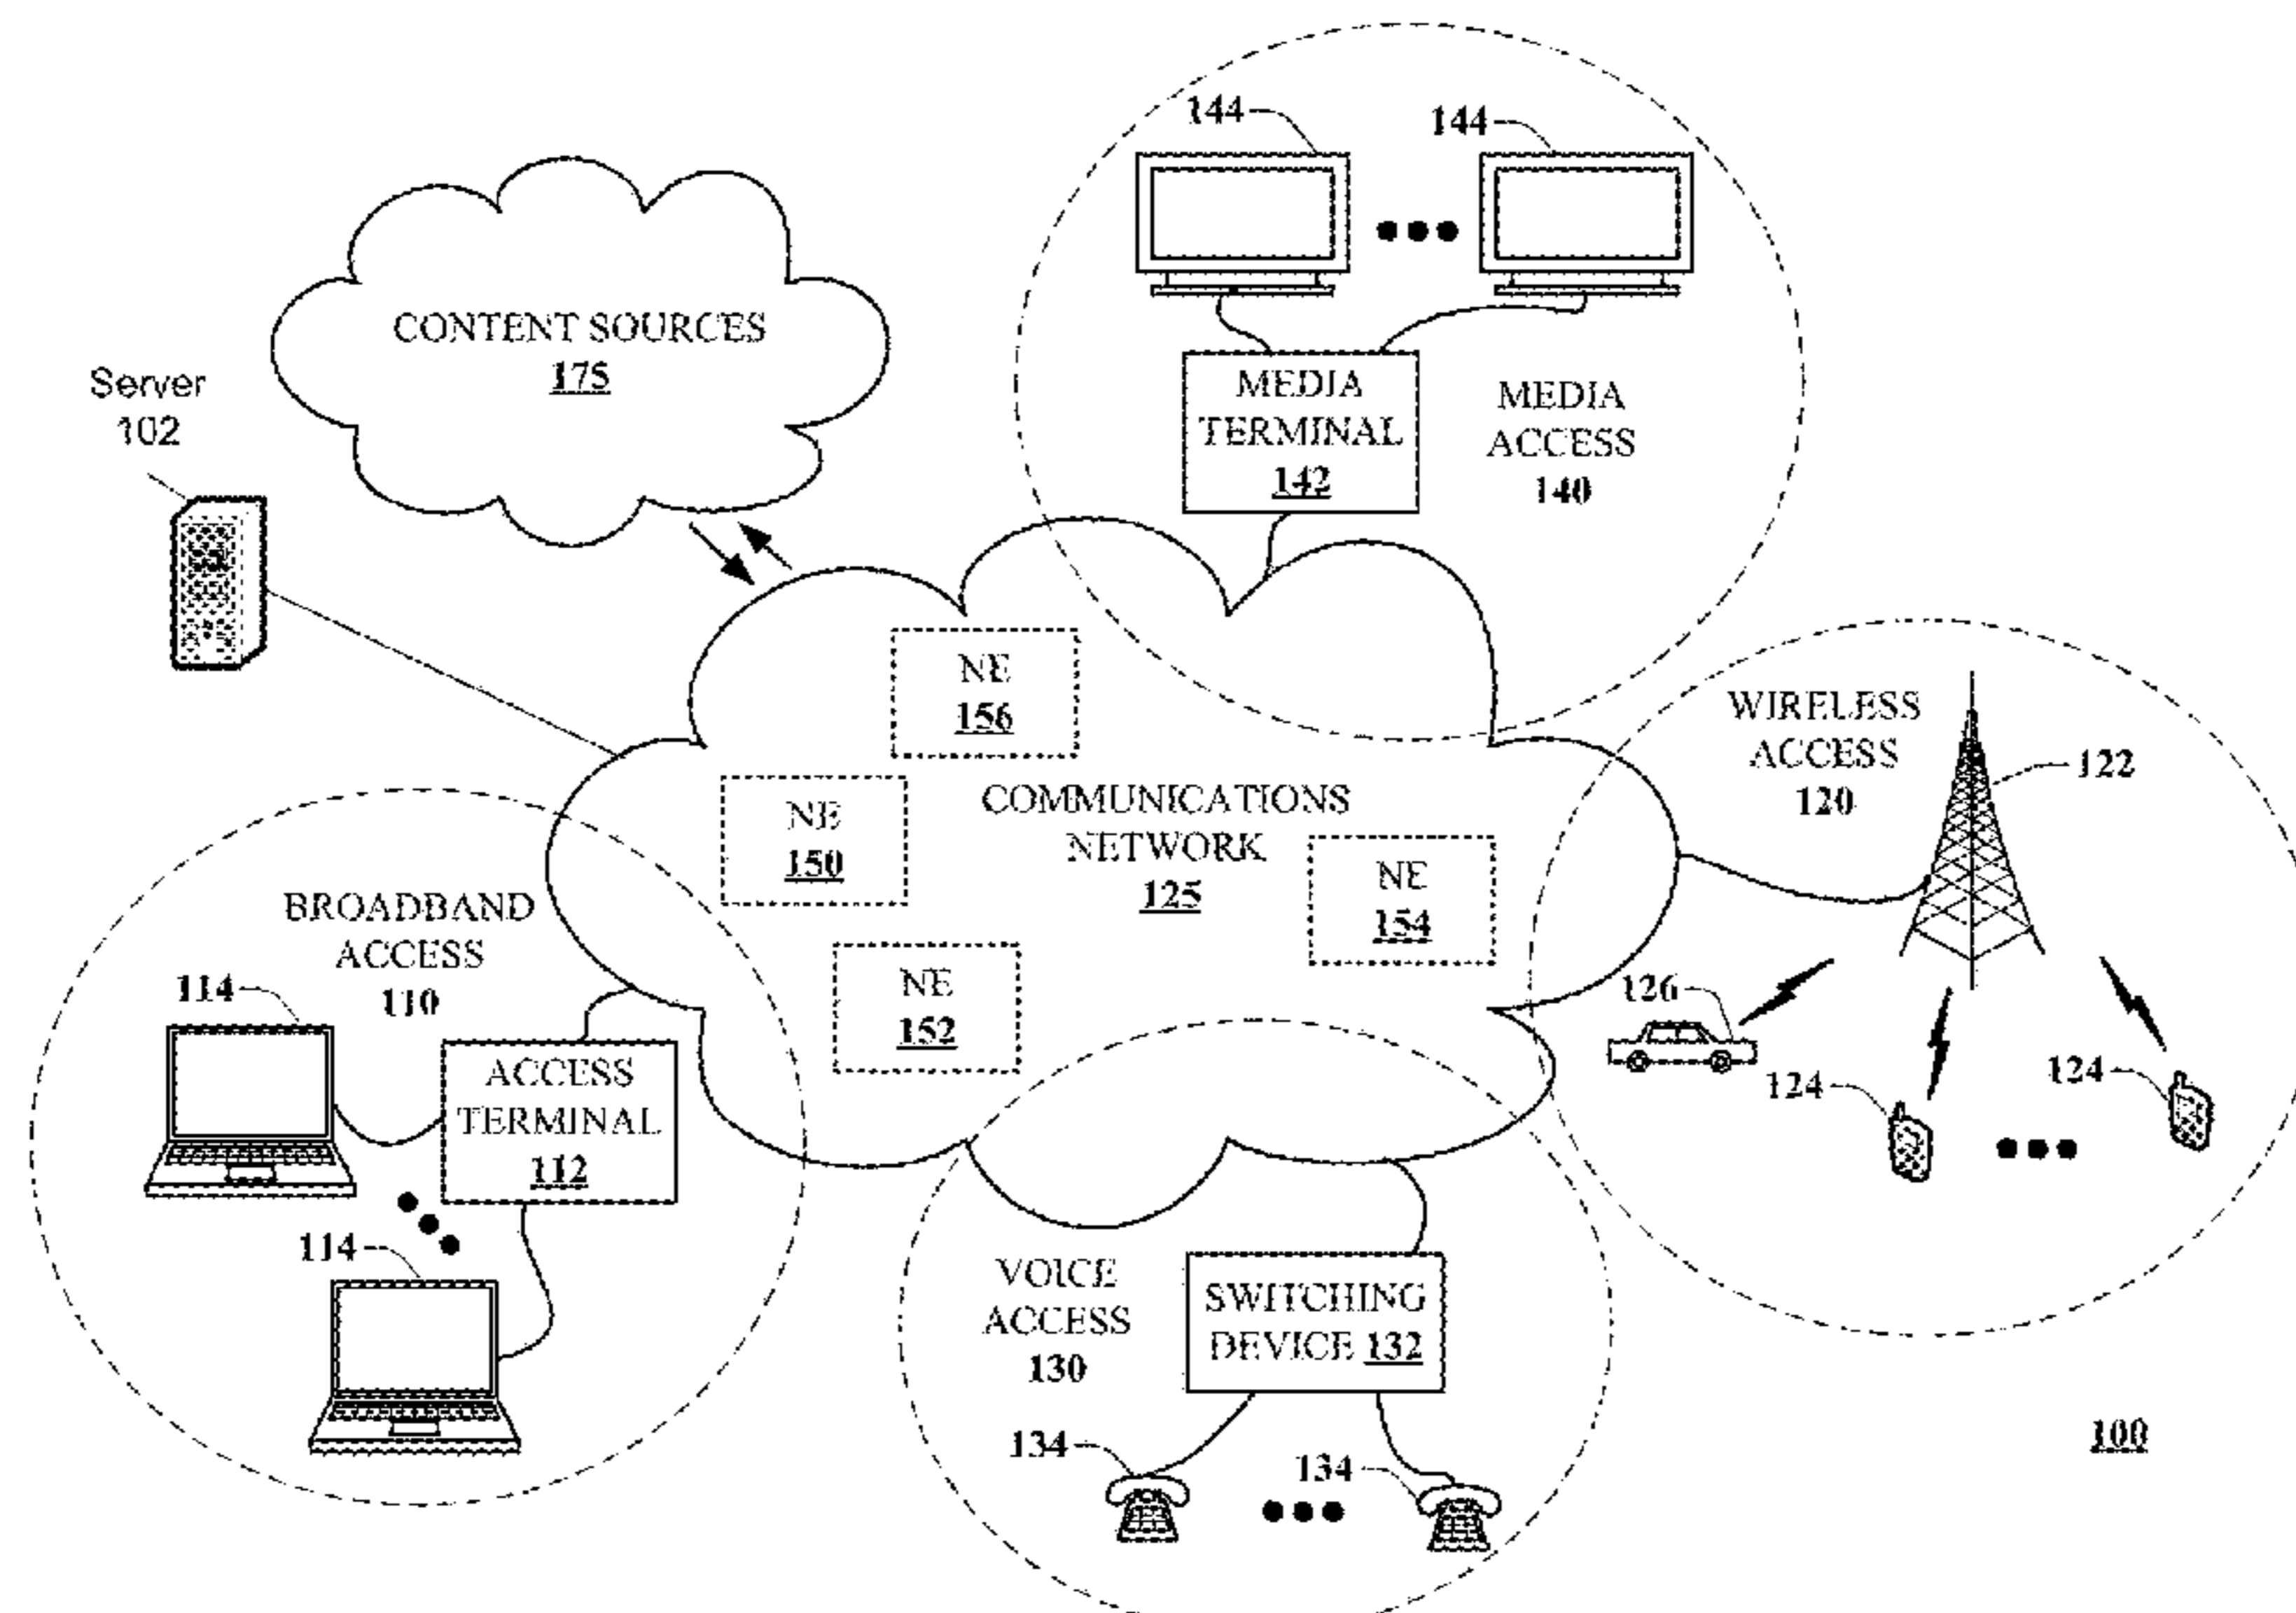 144
144
CONTENT SOURCES
175
Server
102
MEDIA
TERMINAL
142
MEDIA
ACCESS
140
NE
156
WIRELESS
ACCESS
120
122
NE
150
COMMUNICATIONS
NETWORK
125
NE
154
BROADBAND
ACCESS
110
114
NE
152
126
ACCESS
TERMINAL
112
124
124
114
VOICE
ACCESS
130
SWITCHING
DEVICE 132
134
134
100